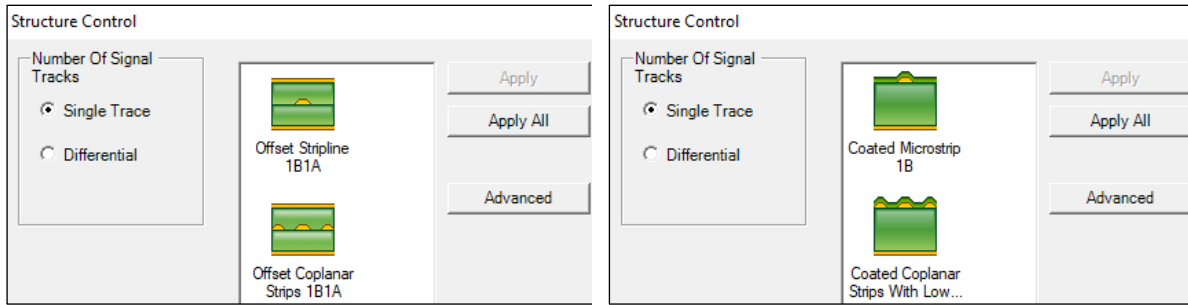 Structure Control
Number Of Signal
Tracks
Single Trace
Differential
Offset Stripline
1B1A
Offset Coplanar
Strips 1B1A
Apply
Apply All
Advanced
Structure Control
Number Of Signal
Tracks
Single Trace
Differential
Coated Microstrip
1B
Coated Coplanar
Strips With Low...
Apply
Apply All
Advanced